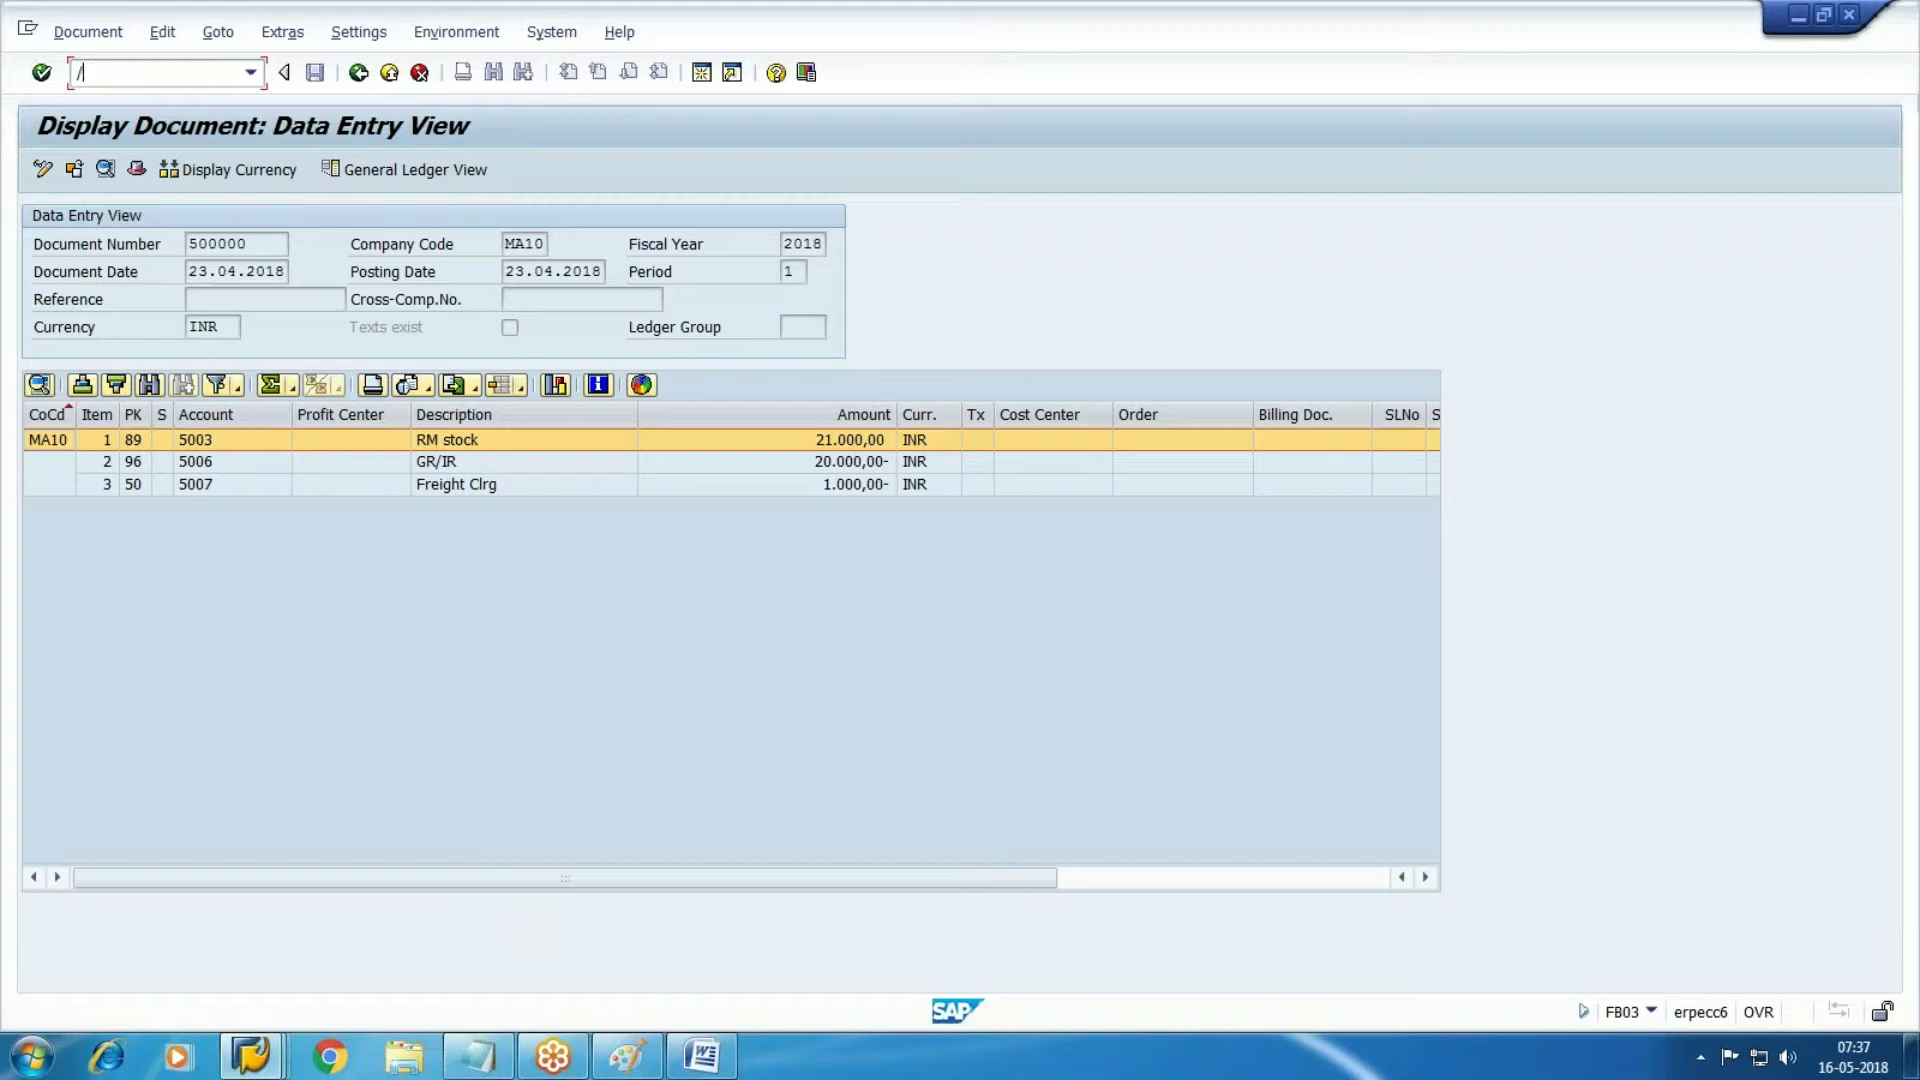 Document Edit Goto Extras Settings Environment System Help
/
Display Document: Data Entry View
Display Currency General Ledger View
Data Entry View
Document Number 500000 Company Code MA10 Fiscal Year 2018
Document Date 23.04.2018 Posting Date 23.04.2018 Period 1
Reference Cross-Comp.No.
Currency INR Texts exist Ledger Group
CoCd Item PK S Account Profit Center Description Amount Curr. Tx Cost Center Order Billing Doc. SLNo S
MA10 1 89 5003 RM stock 21.000,00 INR
2 96 5006 GR/IR 20.000,00- INR
3 50 5007 Freight Clrg 1.000,00- INR
SAP
FB03 erpecc6 OVR
07:37
16-05-2018